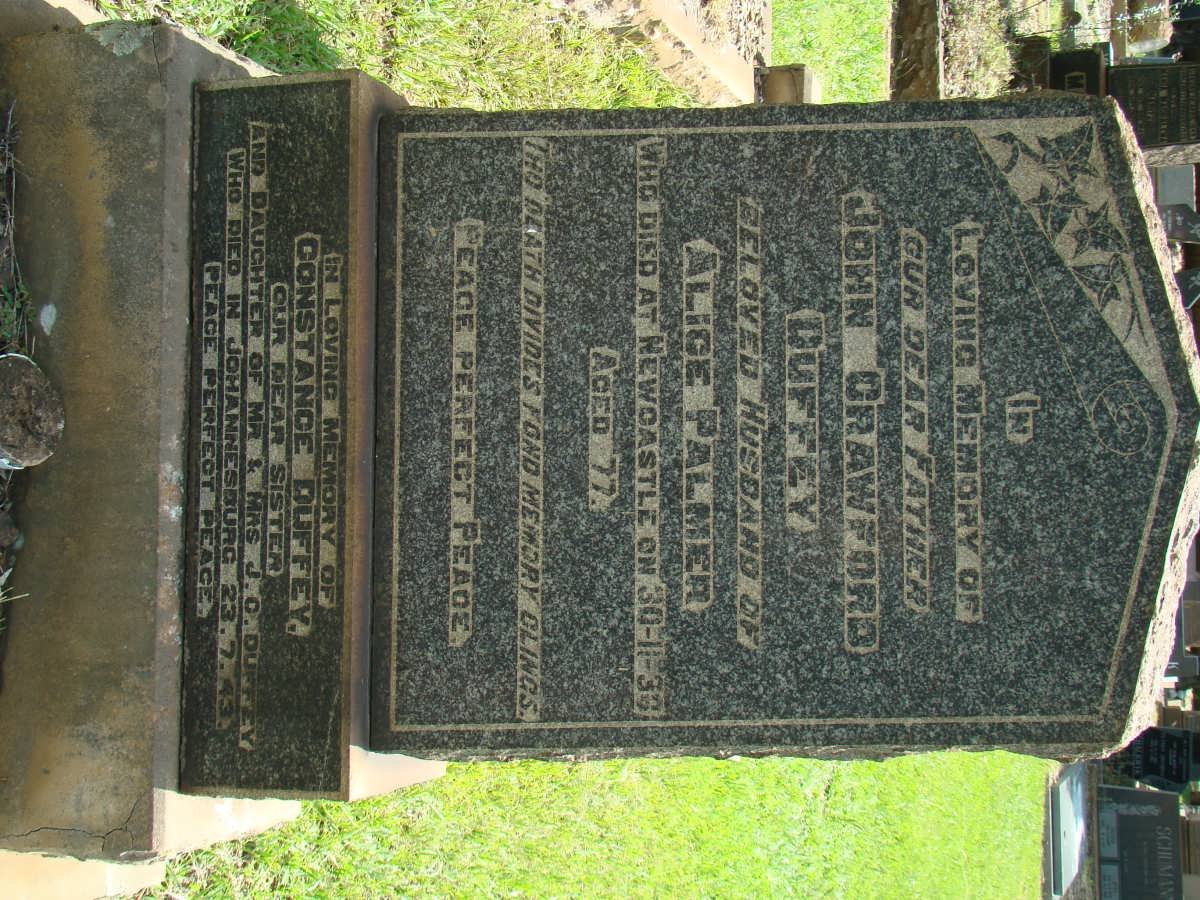 IN
LOVING MEMORY OF
OUR DEAR FATHER
JOHN CRAWFORD
DUFFEY
BELOVED HUSBAND OF
ALICE PALMER
WHO DIED AT NEWCASTLE ON 30-11-30
AGED 77
THO DEATH DIVIDES FOND MEMORY CLINGS
PEACE PERFECT PEACE
IN LOVING MEMORY OF
CONSTANCE DUFFEY,
OUR DEAR SISTER
AND DAUGHTER OF MR & MRS J.C. DUFFEY
WHO DIED IN JOHANNESBURG 23.7.43
PEACE PERFECT PEACE.